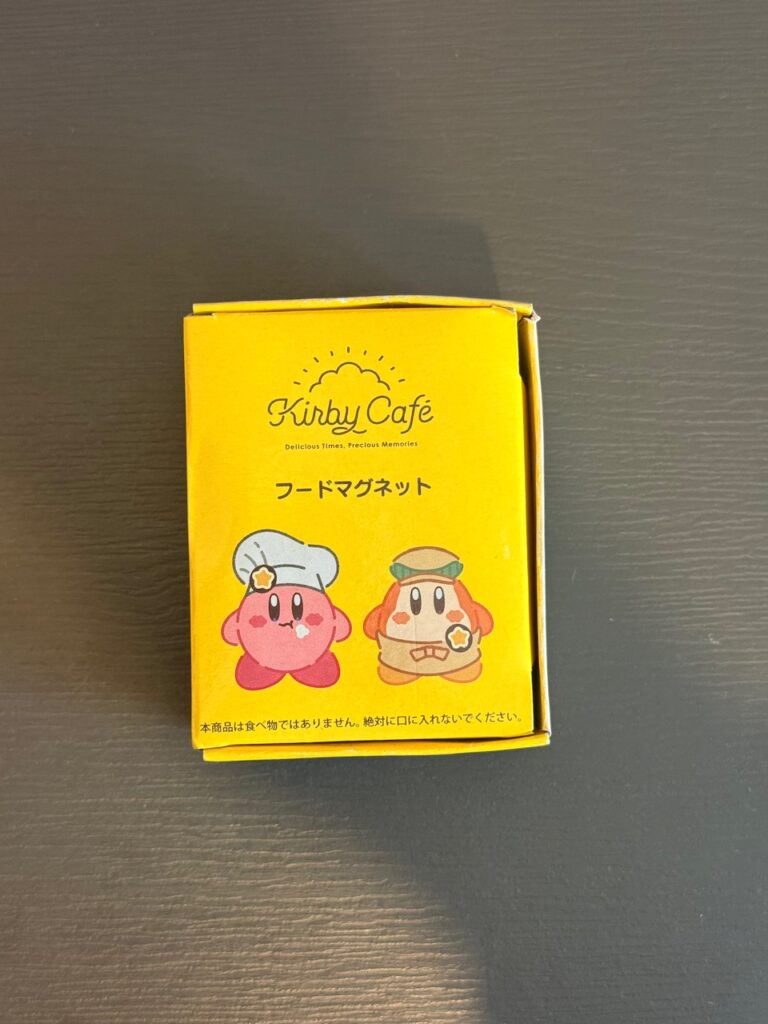 Kirby Café
Delicious Times, Precious Memories
フードマグネット
本商品は食べ物ではありません。絶対に口に入れないでください。